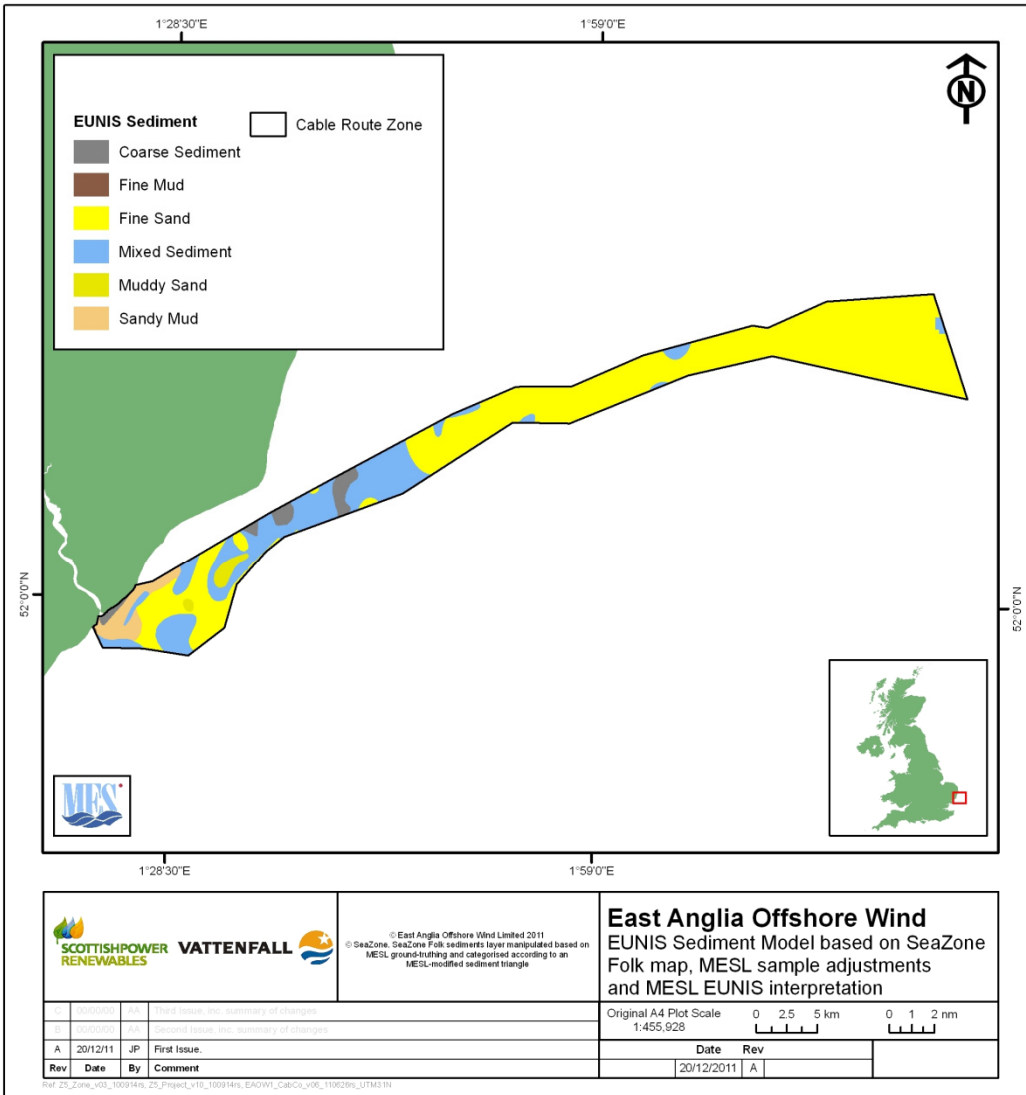 1°28'30"E
1°59'0"E
N
EUNIS Sediment
Cable Route Zone
Coarse Sediment
Fine Mud
Fine Sand
Mixed Sediment
Muddy Sand
Sandy Mud
52°0'0"N
52°0'0"N
MES
1°28'30"E
1°59'0"E
SCOTTISHPOWER
RENEWABLES
VATTENFALL
© East Anglia Offshore Wind Limited 2011
© SeaZone. SeaZone Folk sediments layer manipulated based on
MESL ground-truthing and categorised according to an
MESL-modified sediment triangle
East Anglia Offshore Wind
EUNIS Sediment Model based on SeaZone
Folk map, MESL sample adjustments
and MESL EUNIS interpretation
C 00/00/00 AA Third Issue, inc. summary of changes
B 00/00/00 AA Second Issue, inc. summary of changes
A 20/12/11 JP First Issue.
Rev Date By Comment
Original A4 Plot Scale
1:455,928
0 2.5 5 km
0 1 2 nm
Date Rev
20/12/2011 A
Ref: Z5_Zone_v03_100914rs, Z5_Project_v10_100914rs, EAOW1_CabCo_v06_110826rs_UTM31N